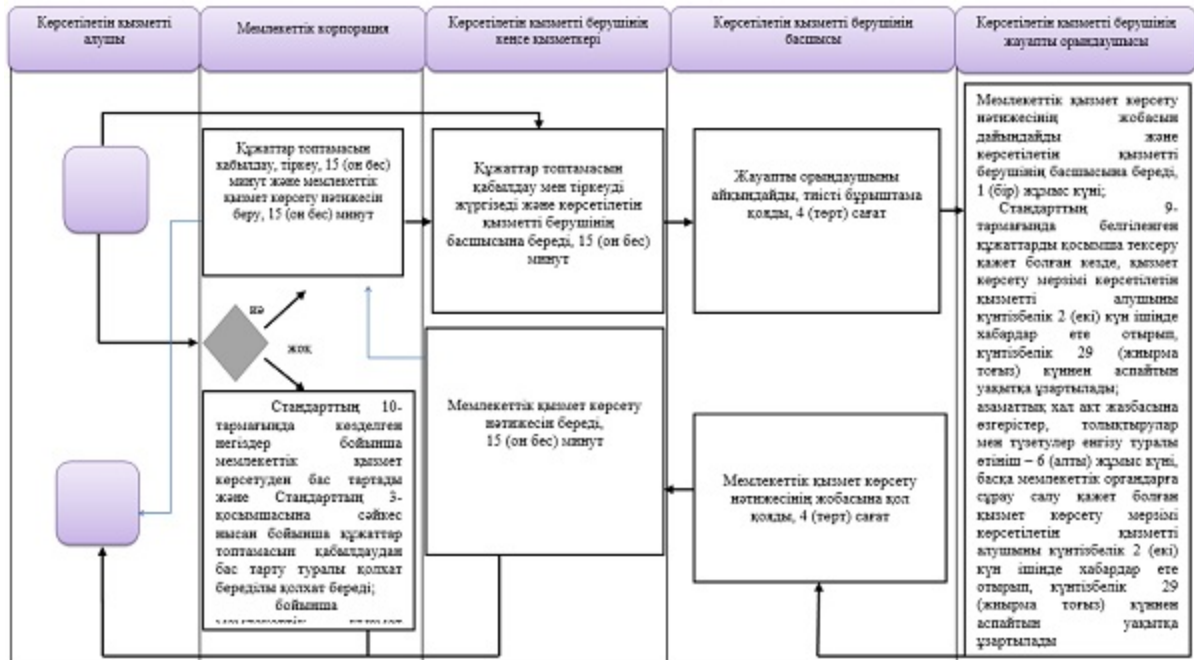 Көрсетілетін қызметті
алушы
Мемлекеттік корпорация
Көрсетілетін қызметті берушінің
кеңсе қызметкері
Көрсетілетін қызметті берушінің
басшысы
Көрсетілетін қызметті берушінің
жауапты орындаушысы
Құжаттар топтамасын
қабылдау, тіркеу, 15 (он бес)
минут және мемлекеттік
қызмет көрсету нәтижесін
беру, 15 (он бес) минут
иә
жоқ
Стандарттың 10-
тармағында көзделген
негіздер бойынша
мемлекеттік қызмет
көрсетуден бас тартады
және Стандарттың 3-
қосымшасына сәйкес
нысан бойынша құжаттар
топтамасын қабылдаудан
бас тарту туралы қолхат
береділы қолхат береді;
бойынша
Құжаттар топтамасын
қабылдау мен тіркеуді
жүргізеді және көрсетілетін
қызметті берушінің
басшысына береді, 15 (он бес)
минут
Мемлекеттік қызмет көрсету
нәтижесін береді,
15 (он бес) минут
Жауапты орындаушыны
айқындайды, тиісті бұрыштама
қояды, 4 (төрт) сағат
Мемлекеттік қызмет көрсету
нәтижесінің жобасына қол
қояды, 4 (төрт) сағат
Мемлекеттік қызмет көрсету
нәтижесінің жобасын
дайындайды және
көрсетілетін қызметті
берушінің басшысына береді,
1 (бір) жұмыс күні;
Стандарттың 9-
тармағында белгіленген
құжаттарды қосымша тексеру
қажет болған кезде, қызмет
көрсету мерзімі көрсетілетін
қызметті алушыны
күнтізбелік 2 (екі) күн ішінде
хабардар ете отырып,
күнтізбелік 29 (жиырма
тоғыз) күннен аспайтын
уақытқа ұзартылады;
азаматтық хал акт жазбасына
өзгерістер, толықтырулар
мен түзетулер енгізу туралы
өтініш – 6 (алты) жұмыс күні,
басқа мемлекеттік органдарға
сұрау салу қажет болған
қызмет көрсету мерзімі
көрсетілетін қызметті
алушыны күнтізбелік 2 (екі)
күн ішінде хабардар ете
отырып, күнтізбелік 29
(жиырма тоғыз) күннен
аспайтын уақытқа
ұзартылады